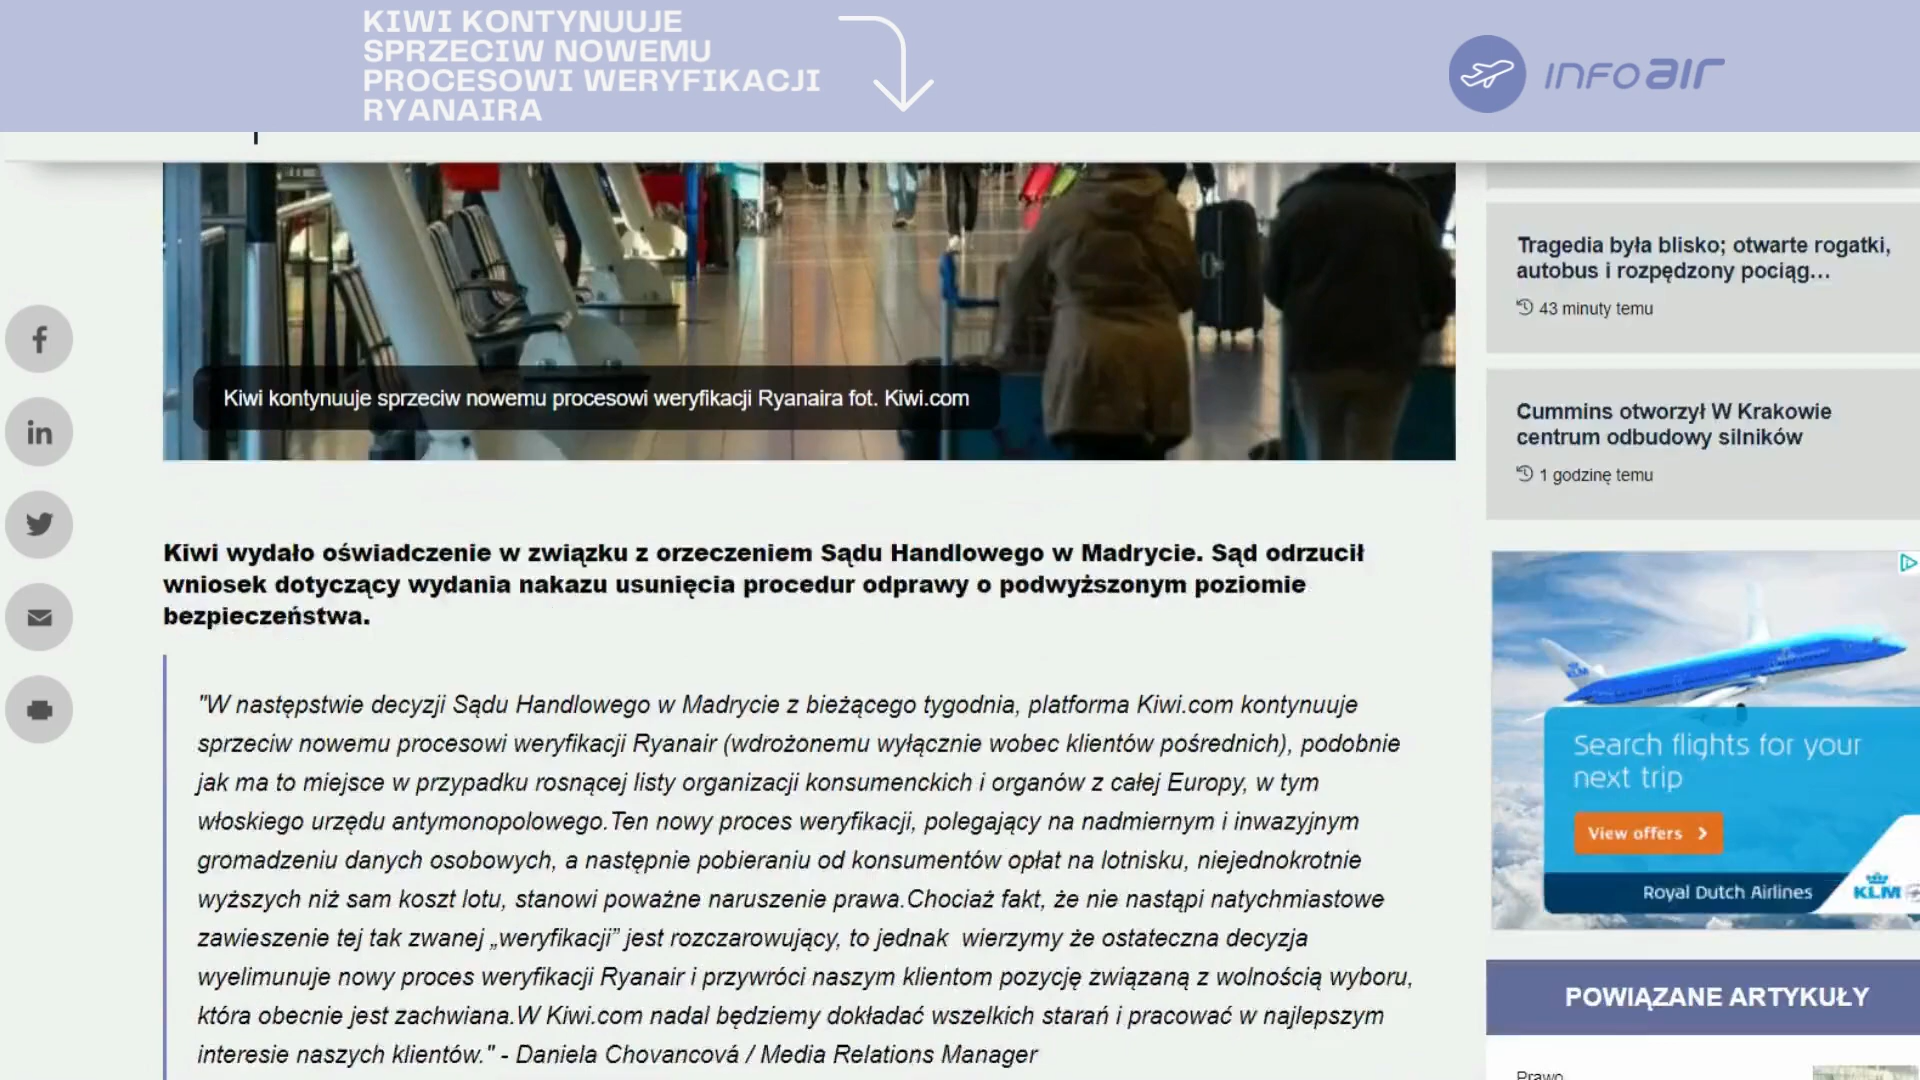 KIWI KONTYNUUJE
SPRZECIW NOWEMU
PROCESOWI WERYFIKACJI
RYANAIRA
INFOAIR
Kiwi kontynuuje sprzeciw nowemu procesowi weryfikacji Ryanaira fot. Kiwi.com
Kiwi wydało oświadczenie w związku z orzeczeniem Sądu Handlowego w Madrycie. Sąd odrzucił
wniosek dotyczący wydania nakazu usunięcia procedur odprawy o podwyższonym poziomie
bezpieczeństwa.
"W następstwie decyzji Sądu Handlowego w Madrycie z bieżącego tygodnia, platforma Kiwi.com kontynuuje
sprzeciw nowemu procesowi weryfikacji Ryanair (wdrożonemu wyłącznie wobec klientów pośrednich), podobnie
jak ma to miejsce w przypadku rosnącej listy organizacji konsumenckich i organów z całej Europy, w tym
włoskiego urzędu antymonopolowego.Ten nowy proces weryfikacji, polegający na nadmiernym i inwazyjnym
gromadzeniu danych osobowych, a następnie pobieraniu od konsumentów opłat na lotnisku, niejednokrotnie
wyższych niż sam koszt lotu, stanowi poważne naruszenie prawa.Chociaż fakt, że nie nastąpi natychmiastowe
zawieszenie tej tak zwanej „weryfikacji” jest rozczarowujący, to jednak  wierzymy że ostateczna decyzja
wyelimunuje nowy proces weryfikacji Ryanair i przywróci naszym klientom pozycję związaną z wolnością wyboru,
która obecnie jest zachwiana.W Kiwi.com nadal będziemy dokładać wszelkich starań i pracować w najlepszym
interesie naszych klientów." - Daniela Chovancová / Media Relations Manager
Tragedia była blisko; otwarte rogatki,
autobus i rozpędzony pociąg...
43 minuty temu
Cummins otworzył W Krakowie
centrum odbudowy silników
1 godzinę temu
KLM
Search flights for your
next trip
View offers
Royal Dutch Airlines
KLM
POWIĄZANE ARTYKUŁY
Prawo